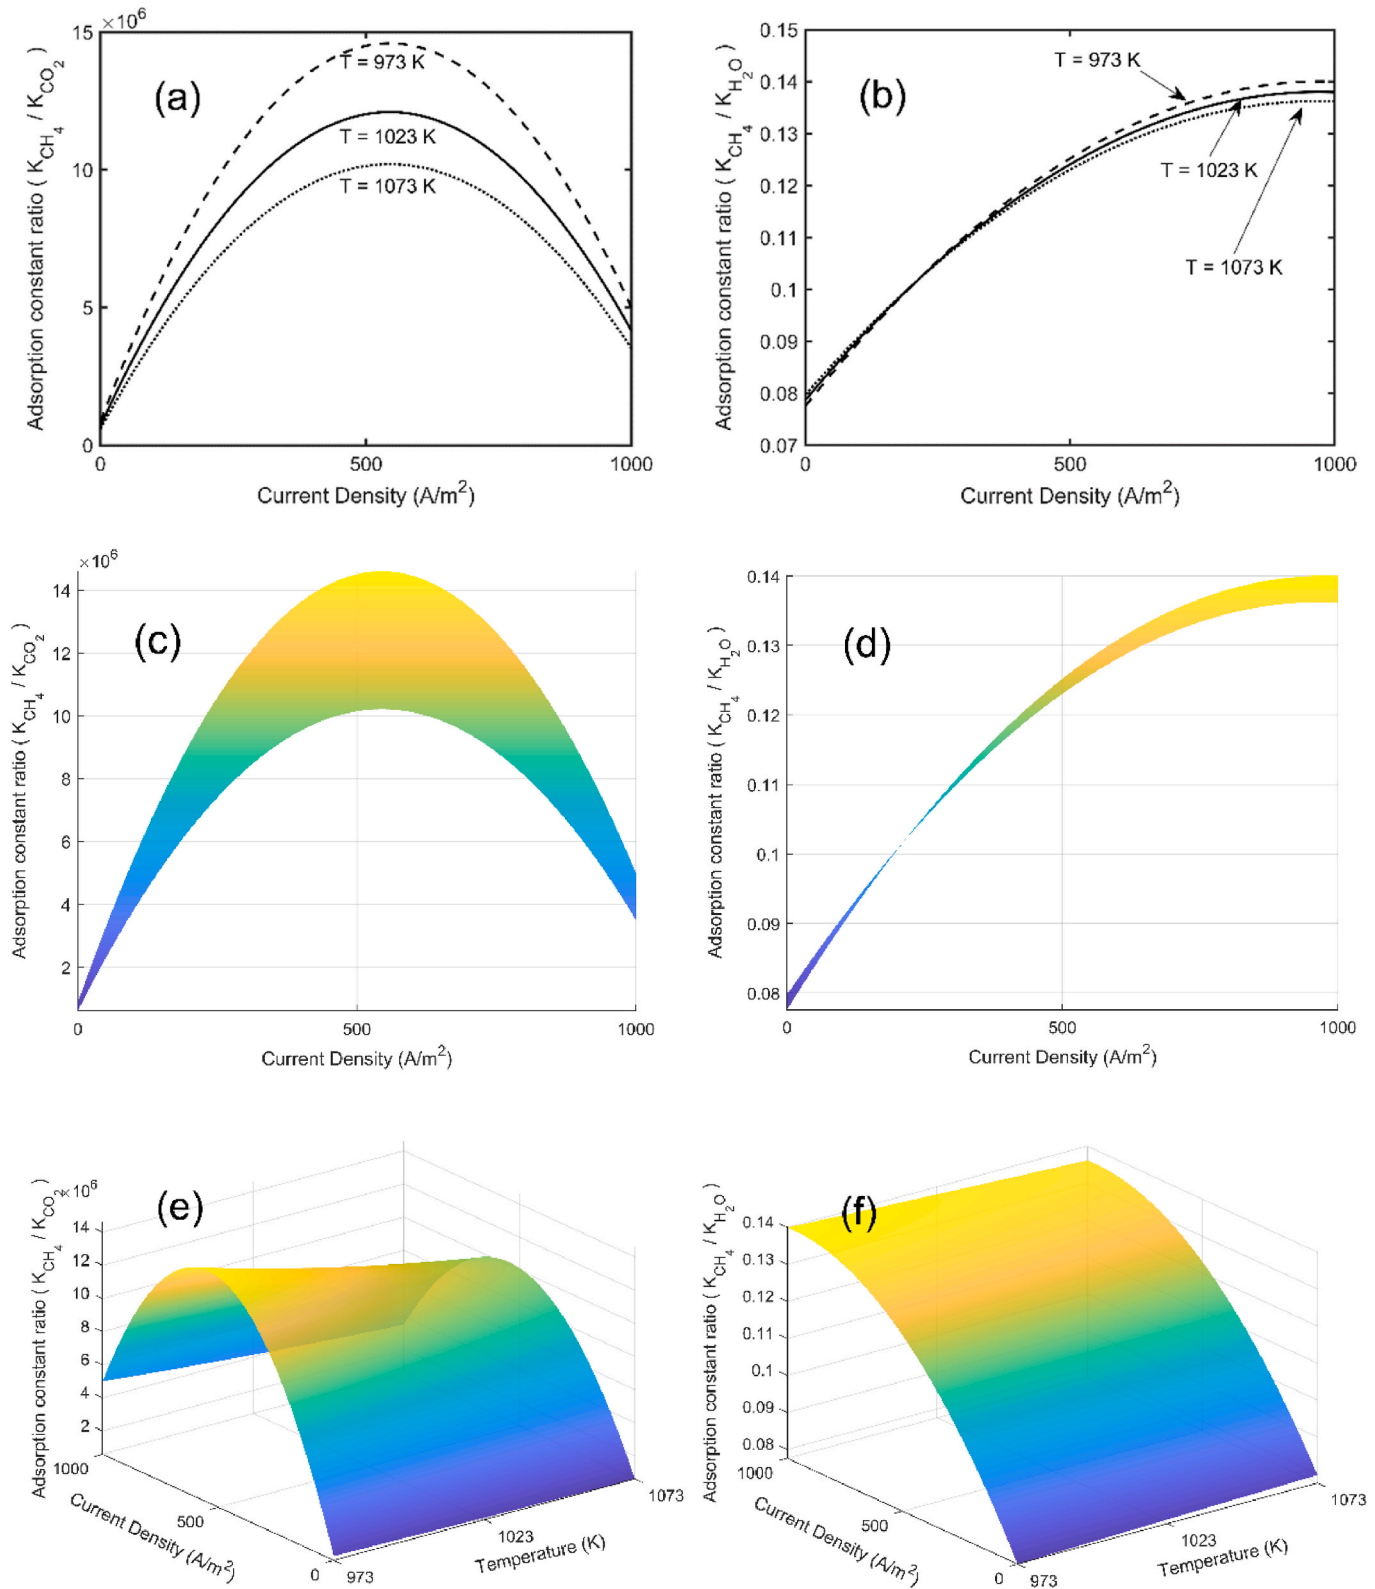 ×10⁶
15
10
5
0
0
500
1000
(a)
T = 973 K
T = 1023 K
T = 1073 K
Adsorption constant ratio ( K_CH₄ / K_CO₂ )
Current Density (A/m²)
0.15
0.14
0.13
0.12
0.11
0.1
0.09
0.08
0.07
0
500
1000
(b)
T = 973 K
T = 1023 K
T = 1073 K
Adsorption constant ratio ( K_CH₄ / K_H₂O )
Current Density (A/m²)
×10⁶
14
12
10
8
6
4
2
0
500
1000
(c)
Adsorption constant ratio ( K_CH₄ / K_CO₂ )
Current Density (A/m²)
0.14
0.13
0.12
0.11
0.1
0.09
0.08
0
500
1000
(d)
Adsorption constant ratio ( K_CH₄ / K_H₂O )
Current Density (A/m²)
×10⁶
14
12
10
8
6
4
2
1000
500
0
973
1023
1073
(e)
Adsorption constant ratio ( K_CH₄ / K_CO₂ )
Current Density (A/m²)
Temperature (K)
0.14
0.13
0.12
0.11
0.1
0.09
0.08
1000
500
0
973
1023
1073
(f)
Adsorption constant ratio ( K_CH₄ / K_H₂O )
Current Density (A/m²)
Temperature (K)